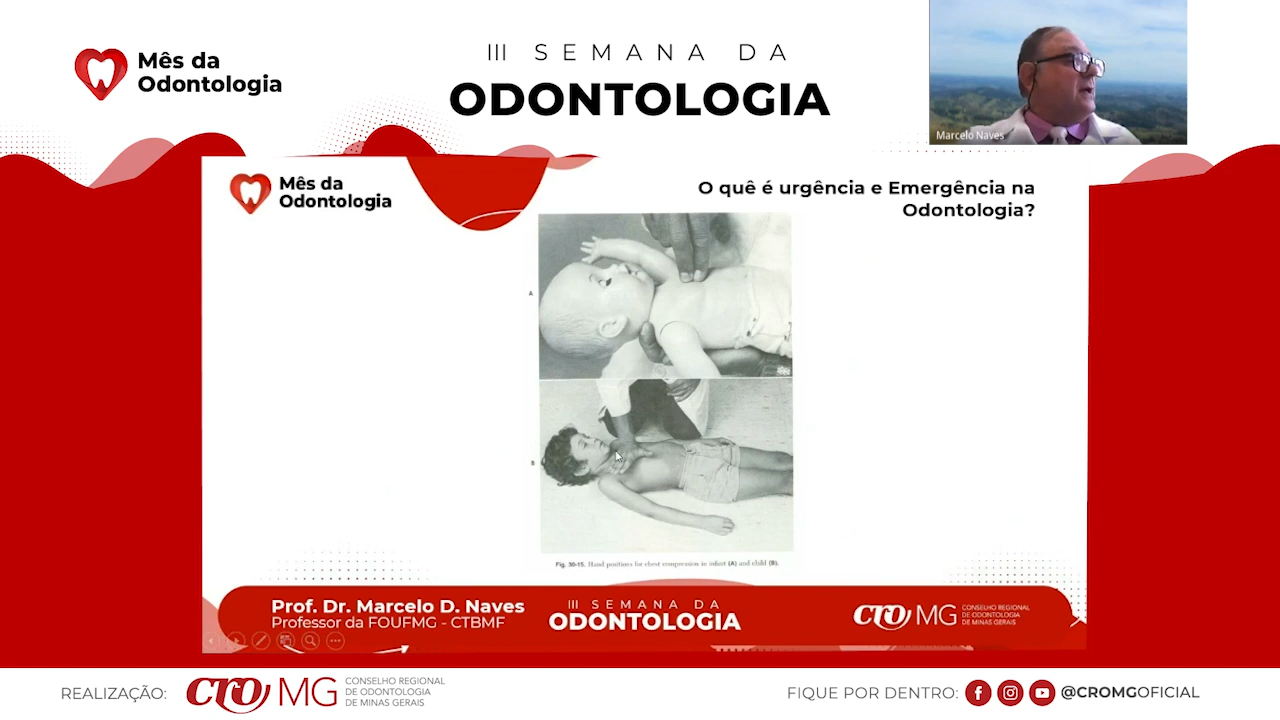 Mês da
Odontologia
III SEMANA DA
ODONTOLOGIA
Marcelo Naves
Mês da
Odontologia
O quê é urgência e Emergência na
Odontologia?
A
B
Fig. 30-15. Hand positions for chest compression in infant (A) and child (B).
Prof. Dr. Marcelo D. Naves
Professor da FOUFMG - CTBMF
III SEMANA DA
ODONTOLOGIA
CRO MG
CONSELHO REGIONAL
DE ODONTOLOGIA
DE MINAS GERAIS
REALIZAÇÃO:
CRO MG
CONSELHO REGIONAL
DE ODONTOLOGIA
DE MINAS GERAIS
FIQUE POR DENTRO:
@CROMGOFICIAL